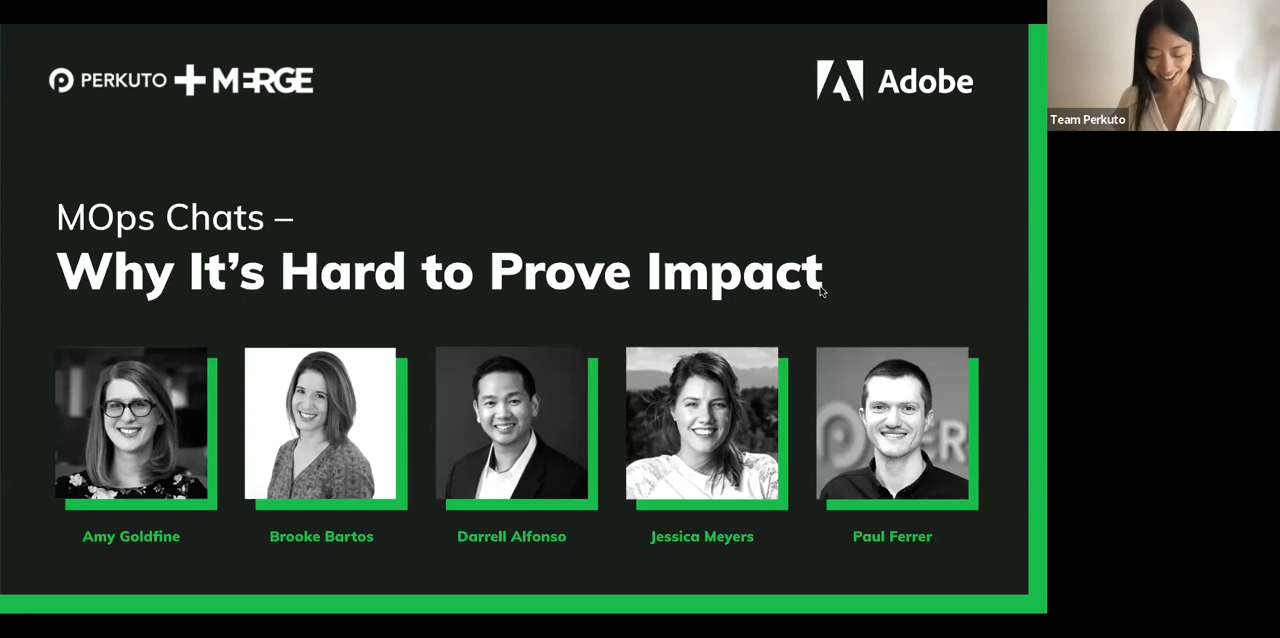 PERKUTO + MERGE
Adobe
Team Perkuto
MOps Chats –
Why It's Hard to Prove Impact
Amy Goldfine
Brooke Bartos
Darrell Alfonso
Jessica Meyers
Paul Ferrer